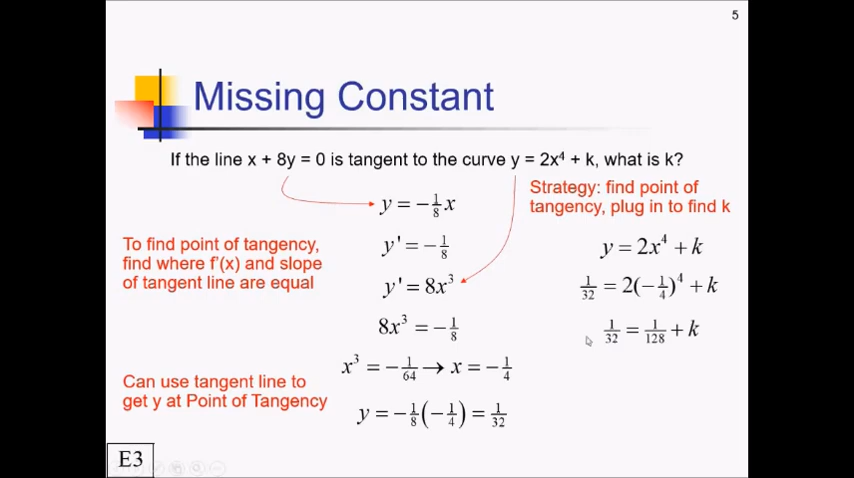 5
Missing Constant
If the line x + 8y = 0 is tangent to the curve y = 2x⁴ + k, what is k?
y = −1/8 x
y' = −1/8
y' = 8x³
8x³ = −1/8
x³ = −1/64 → x = −1/4
y = −1/8(−1/4) = 1/32
To find point of tangency,
find where f'(x) and slope
of tangent line are equal
Can use tangent line to
get y at Point of Tangency
Strategy: find point of
tangency, plug in to find k
y = 2x⁴ + k
1/32 = 2(−1/4)⁴ + k
1/32 = 1/128 + k
E3